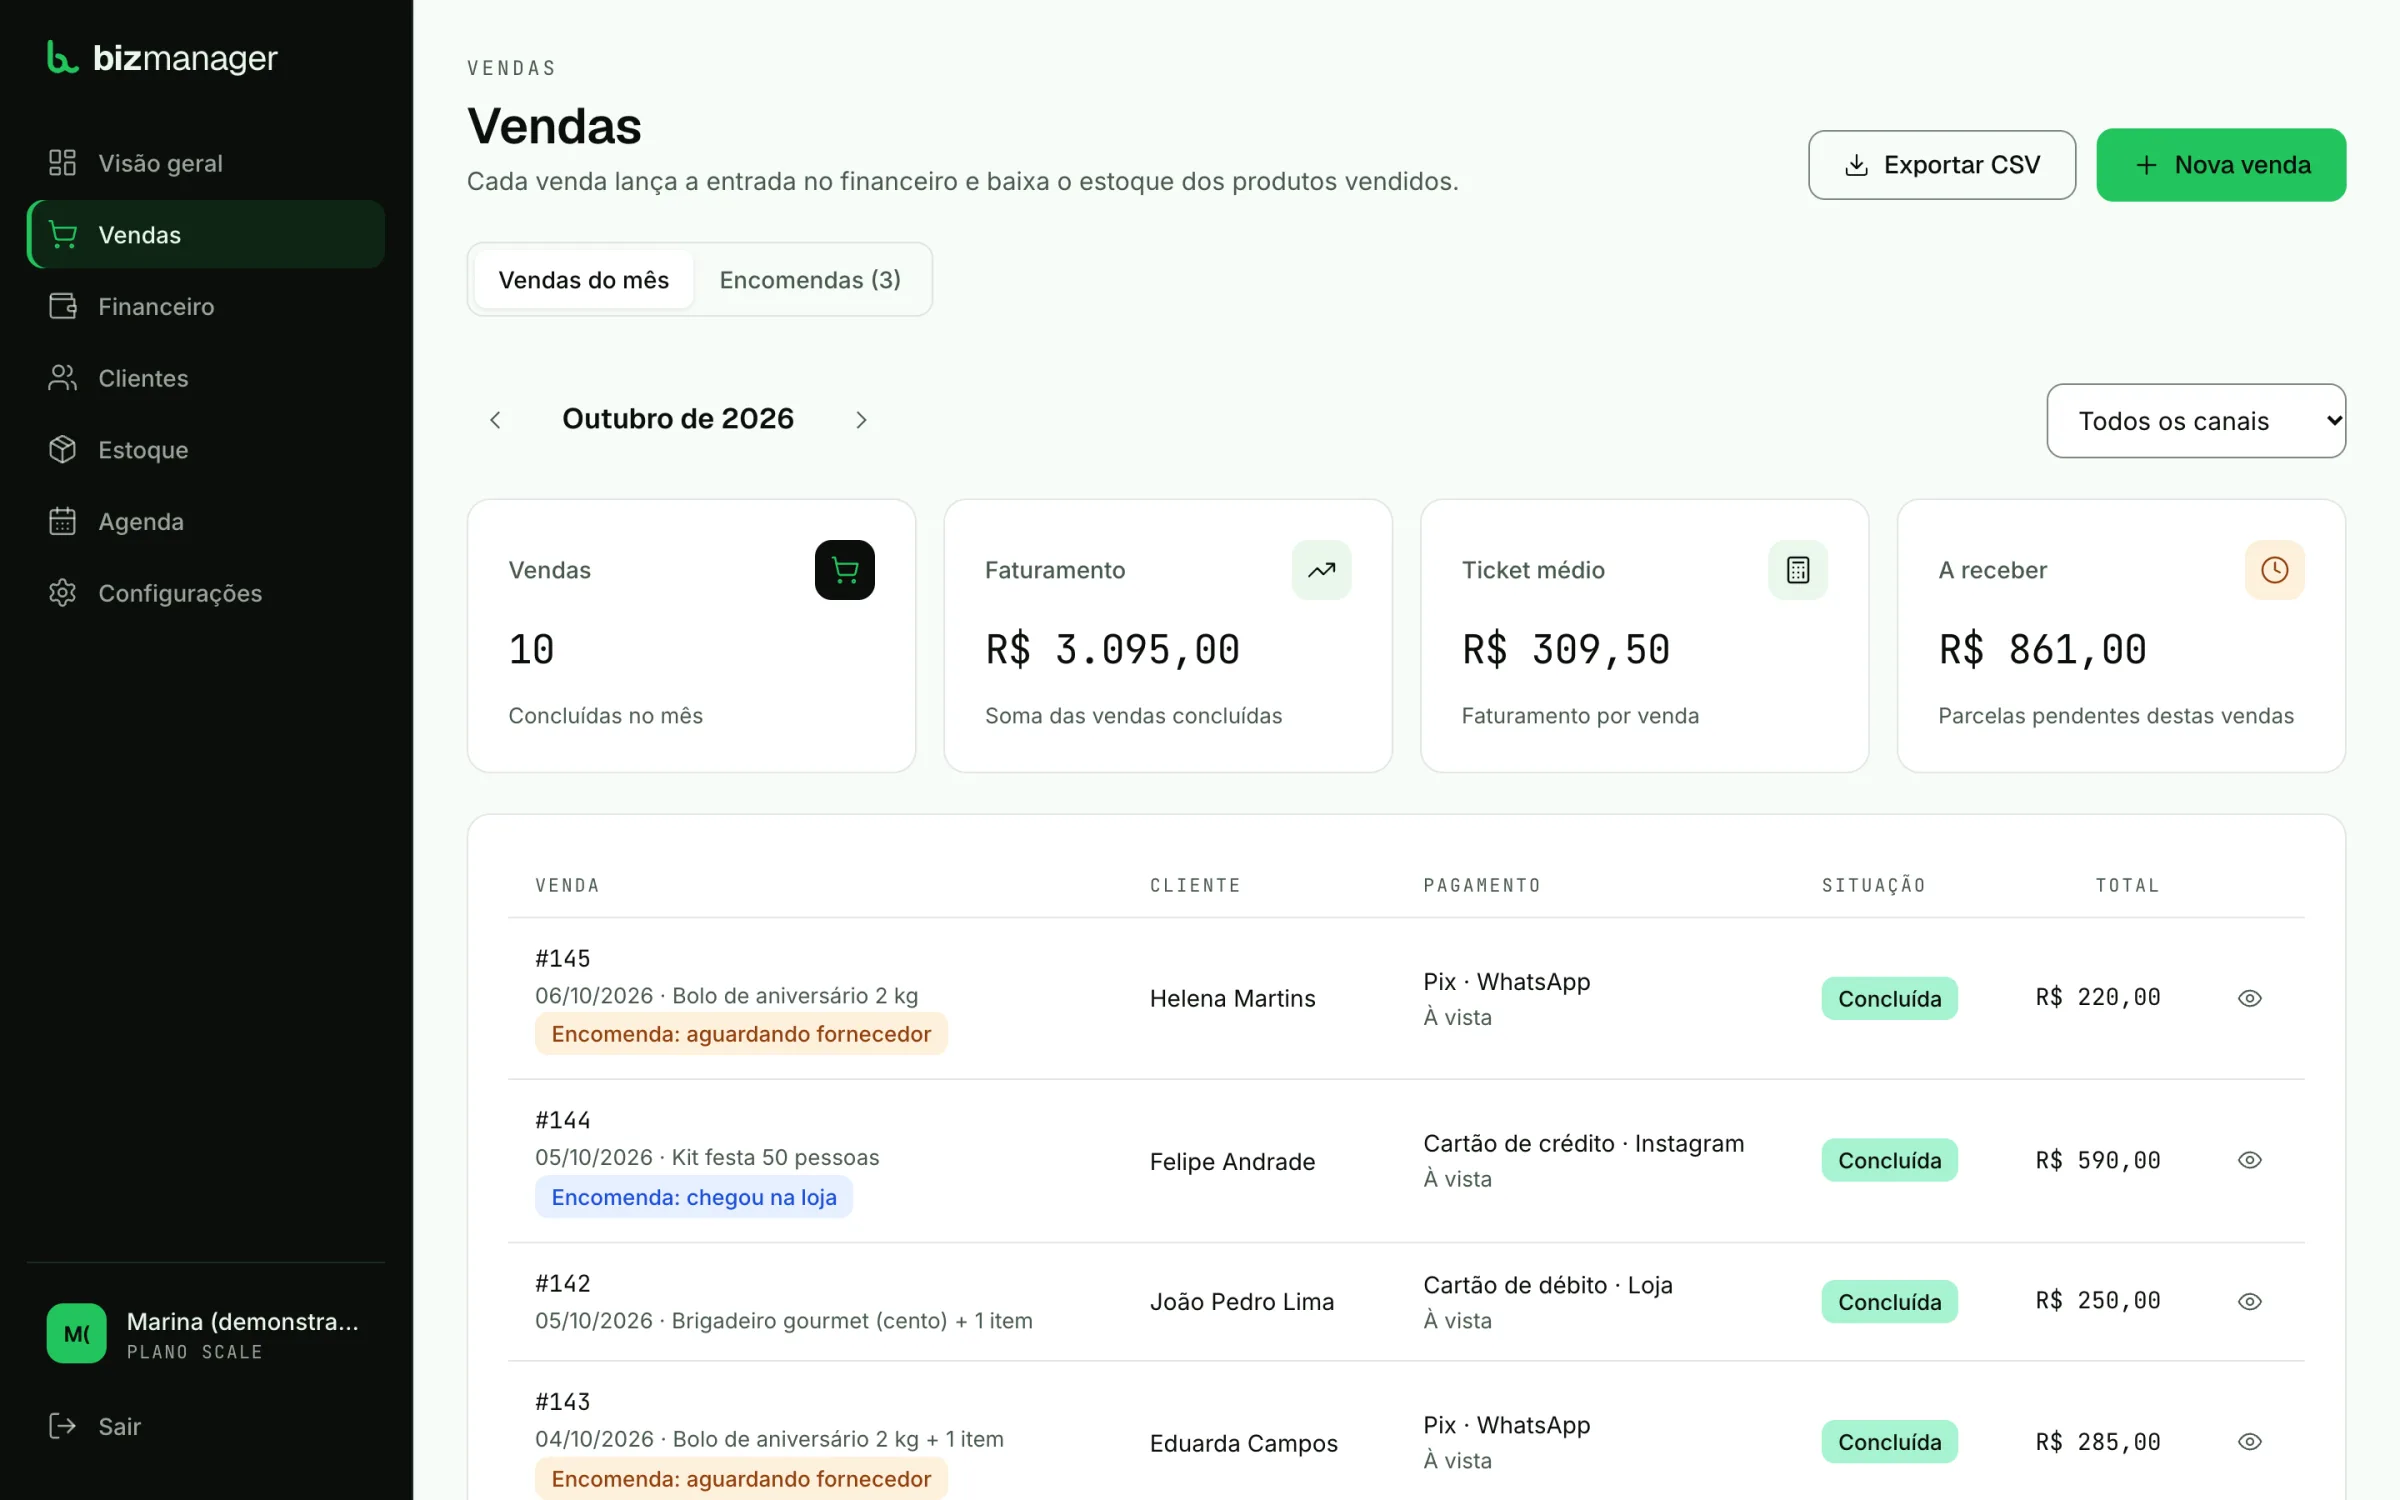 bizmanager
Visão geral
Vendas
Financeiro
Clientes
Estoque
Agenda
Configurações
M(
Marina (demonstra...
PLANO SCALE
Sair
VENDAS
Vendas
Cada venda lança a entrada no financeiro e baixa o estoque dos produtos vendidos.
Exportar CSV
+ Nova venda
Vendas do mês
Encomendas (3)
Outubro de 2026
Todos os canais
Vendas
10
Concluídas no mês
Faturamento
R$ 3.095,00
Soma das vendas concluídas
Ticket médio
R$ 309,50
Faturamento por venda
A receber
R$ 861,00
Parcelas pendentes destas vendas
VENDA CLIENTE PAGAMENTO SITUAÇÃO TOTAL
#145
06/10/2026 · Bolo de aniversário 2 kg
Encomenda: aguardando fornecedor
Helena Martins
Pix · WhatsApp
À vista
Concluída
R$ 220,00
#144
05/10/2026 · Kit festa 50 pessoas
Encomenda: chegou na loja
Felipe Andrade
Cartão de crédito · Instagram
À vista
Concluída
R$ 590,00
#142
05/10/2026 · Brigadeiro gourmet (cento) + 1 item
João Pedro Lima
Cartão de débito · Loja
À vista
Concluída
R$ 250,00
#143
04/10/2026 · Bolo de aniversário 2 kg + 1 item
Encomenda: aguardando fornecedor
Eduarda Campos
Pix · WhatsApp
À vista
Concluída
R$ 285,00